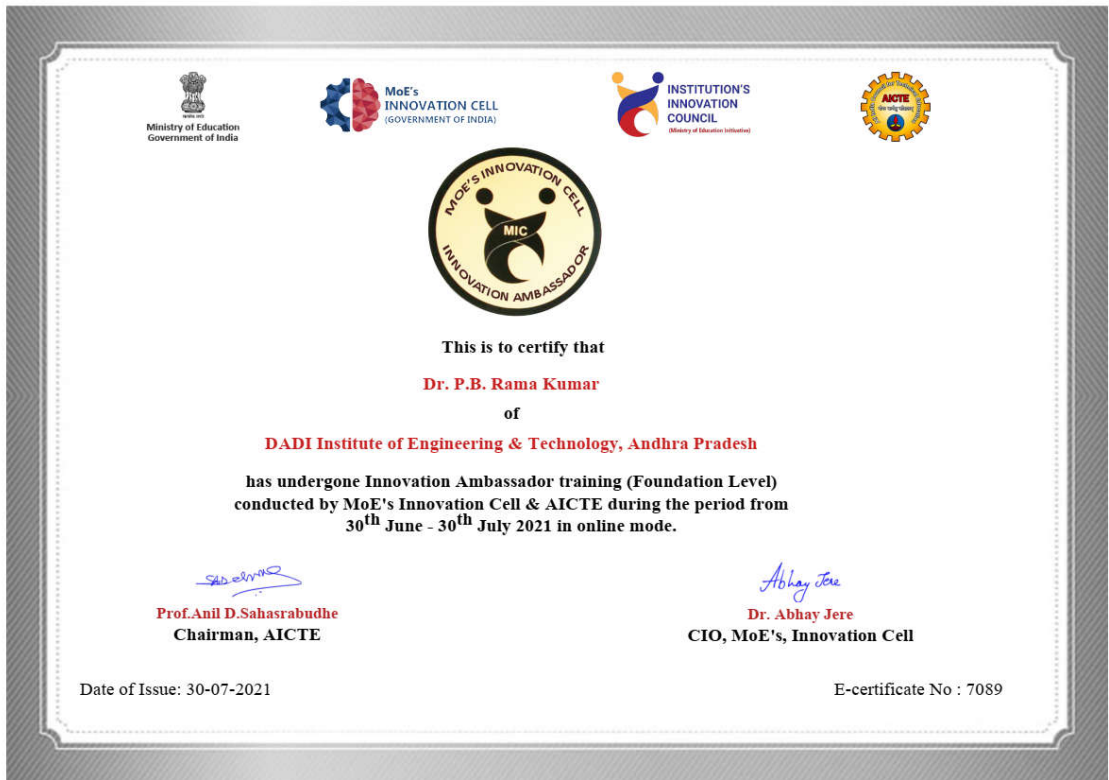 Ministry of Education
Government of India
MoE's
INNOVATION CELL
(GOVERNMENT OF INDIA)
INSTITUTION'S
INNOVATION
COUNCIL
(Ministry of Education Initiative)
AICTE
MOE'S INNOVATION CELL
MIC
INNOVATION AMBASSADOR
This is to certify that
Dr. P.B. Rama Kumar
of
DADI Institute of Engineering & Technology, Andhra Pradesh
has undergone Innovation Ambassador training (Foundation Level)
conducted by MoE's Innovation Cell & AICTE during the period from
30th June - 30th July 2021 in online mode.
Abhay Jere
Prof.Anil D.Sahasrabudhe
Dr. Abhay Jere
Chairman, AICTE
CIO, MoE's, Innovation Cell
Date of Issue: 30-07-2021
E-certificate No : 7089